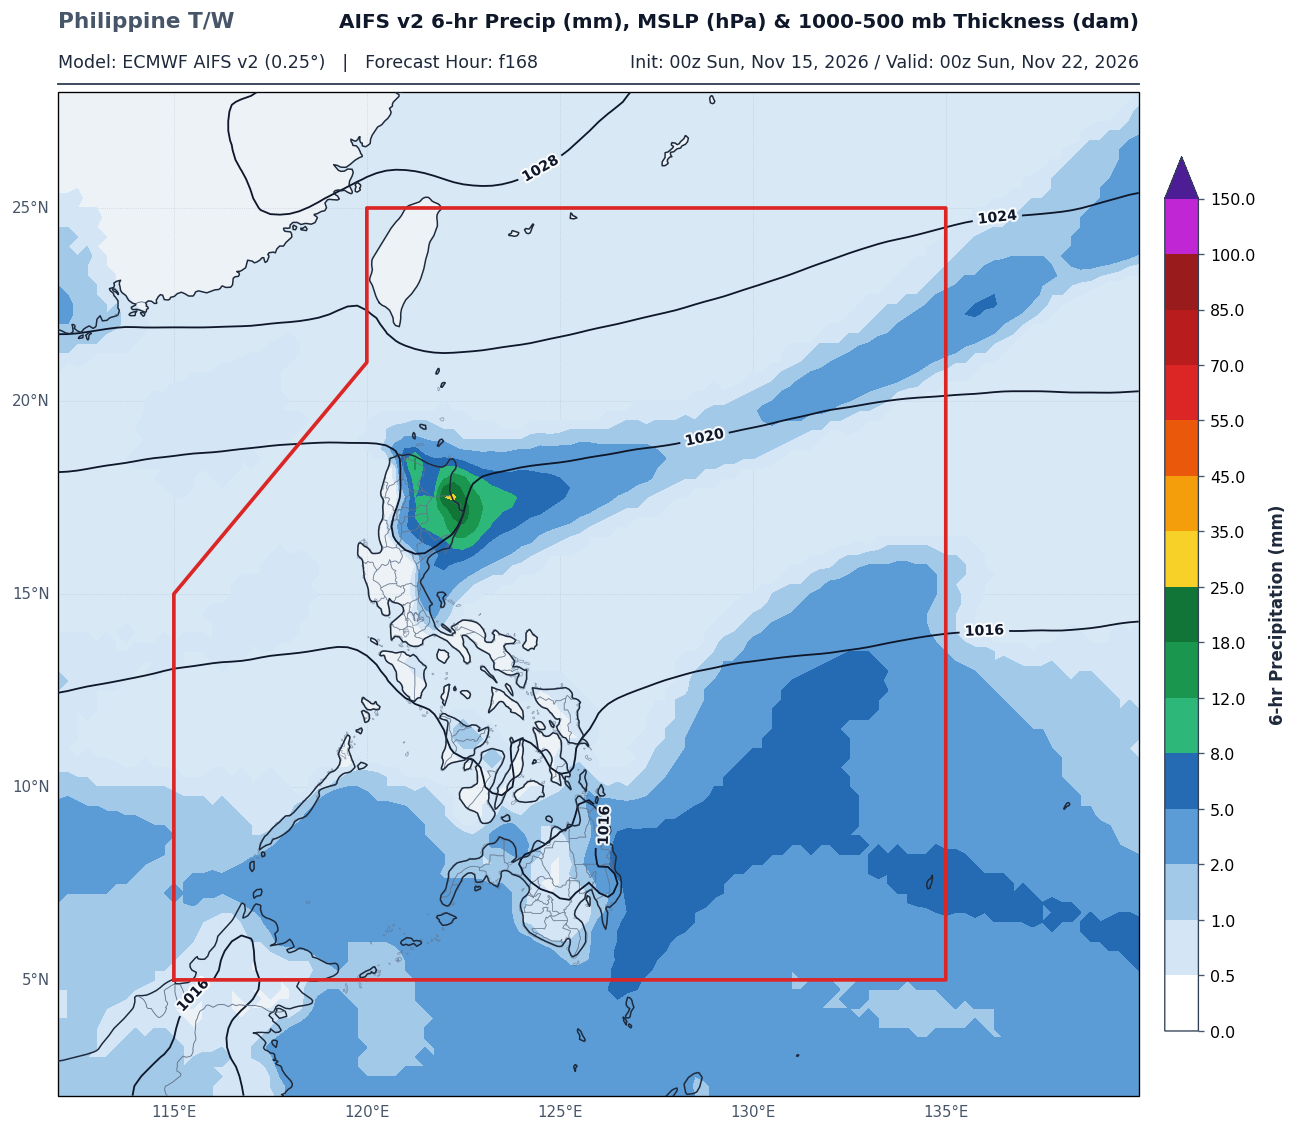 Philippine T/W
AIFS v2 6-hr Precip (mm), MSLP (hPa) & 1000-500 mb Thickness (dam)
Model: ECMWF AIFS v2 (0.25°) | Forecast Hour: f168
Init: 00z Sun, Nov 15, 2026 / Valid: 00z Sun, Nov 22, 2026
1028
1024
1020
1016
1016
1016
25°N
20°N
15°N
10°N
5°N
115°E
120°E
125°E
130°E
135°E
150.0
100.0
85.0
70.0
55.0
45.0
35.0
25.0
18.0
12.0
8.0
5.0
2.0
1.0
0.5
0.0
6-hr Precipitation (mm)